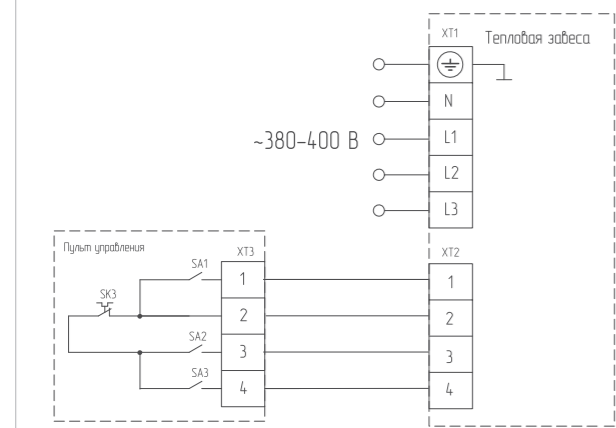 XT1
Тепловая завеса
N
~380-400 В
L1
L2
L3
Пульт управления
XT3
XT2
SA1
1
1
SK3
2
2
SA2
3
3
SA3
4
4